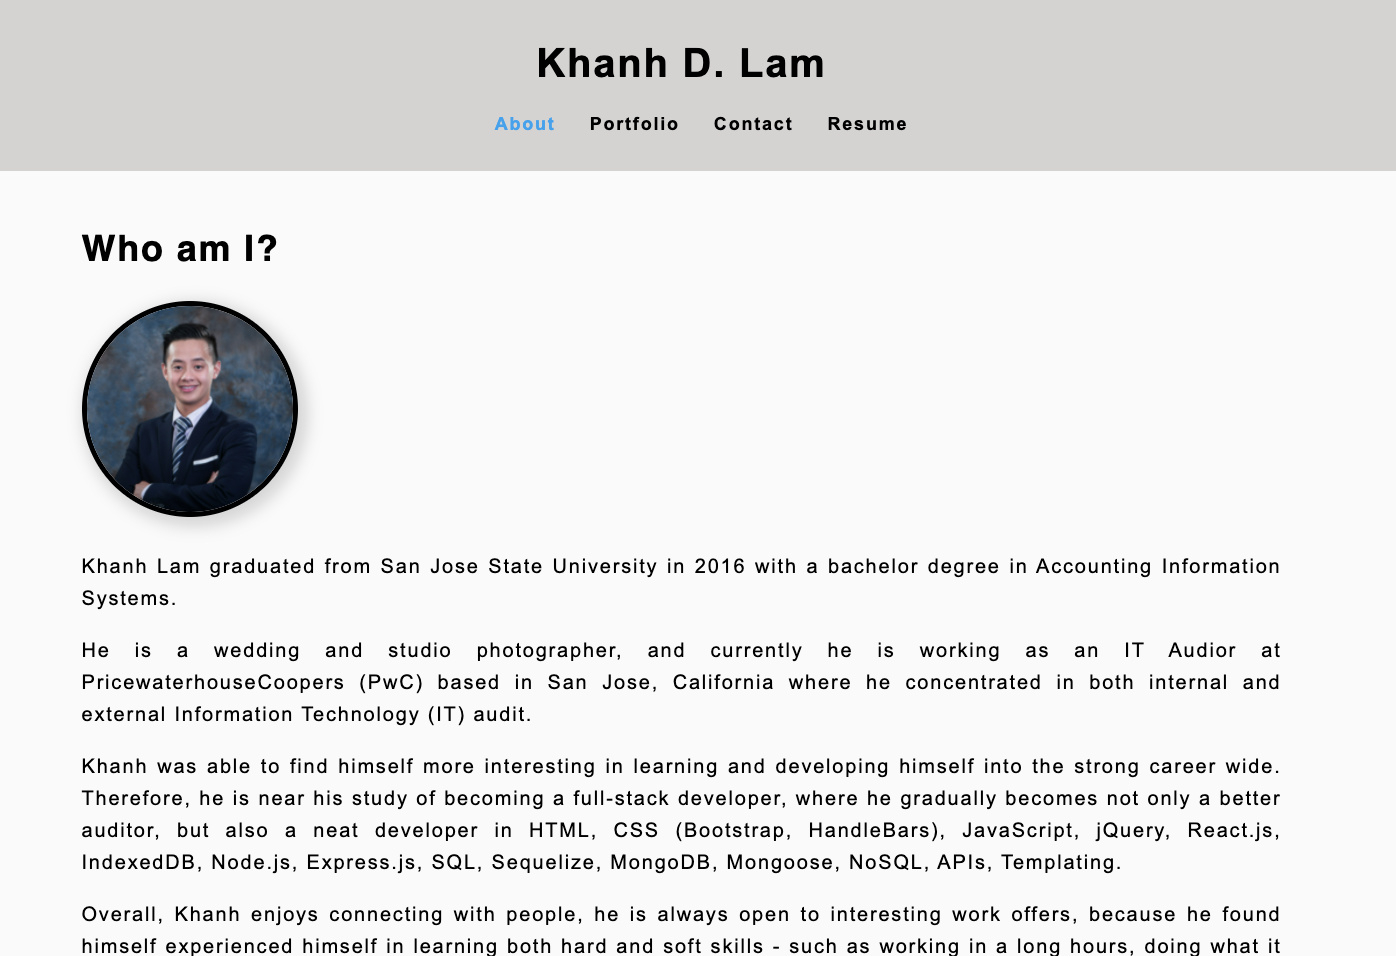 Khanh D. Lam
About Portfolio Contact Resume
Who am I?
Khanh Lam graduated from San Jose State University in 2016 with a bachelor degree in Accounting Information
Systems.
He is a wedding and studio photographer, and currently he is working as an IT Audior at
PricewaterhouseCoopers (PwC) based in San Jose, California where he concentrated in both internal and
external Information Technology (IT) audit.
Khanh was able to find himself more interesting in learning and developing himself into the strong career wide.
Therefore, he is near his study of becoming a full-stack developer, where he gradually becomes not only a better
auditor, but also a neat developer in HTML, CSS (Bootstrap, HandleBars), JavaScript, jQuery, React.js,
IndexedDB, Node.js, Express.js, SQL, Sequelize, MongoDB, Mongoose, NoSQL, APIs, Templating.
Overall, Khanh enjoys connecting with people, he is always open to interesting work offers, because he found
himself experienced himself in learning both hard and soft skills - such as working in a long hours, doing what it